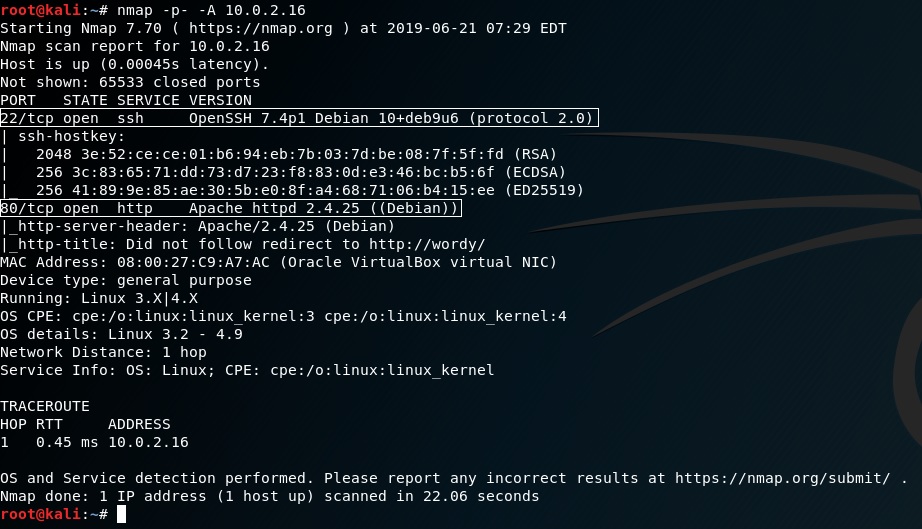 root@kali:~# nmap -p- -A 10.0.2.16
Starting Nmap 7.70 ( https://nmap.org ) at 2019-06-21 07:29 EDT
Nmap scan report for 10.0.2.16
Host is up (0.00045s latency).
Not shown: 65533 closed ports
PORT   STATE SERVICE VERSION
22/tcp open  ssh     OpenSSH 7.4p1 Debian 10+deb9u6 (protocol 2.0)
| ssh-hostkey:
|   2048 3e:52:ce:ce:01:b6:94:eb:7b:03:7d:be:08:7f:5f:fd (RSA)
|   256 3c:83:65:71:dd:73:d7:23:f8:83:0d:e3:46:bc:b5:6f (ECDSA)
|_  256 41:89:9e:85:ae:30:5b:e0:8f:a4:68:71:06:b4:15:ee (ED25519)
80/tcp open  http    Apache httpd 2.4.25 ((Debian))
|_http-server-header: Apache/2.4.25 (Debian)
|_http-title: Did not follow redirect to http://wordy/
MAC Address: 08:00:27:C9:A7:AC (Oracle VirtualBox virtual NIC)
Device type: general purpose
Running: Linux 3.X|4.X
OS CPE: cpe:/o:linux:linux_kernel:3 cpe:/o:linux:linux_kernel:4
OS details: Linux 3.2 - 4.9
Network Distance: 1 hop
Service Info: OS: Linux; CPE: cpe:/o:linux:linux_kernel
TRACEROUTE
HOP RTT     ADDRESS
1   0.45 ms 10.0.2.16
OS and Service detection performed. Please report any incorrect results at https://nmap.org/submit/ .
Nmap done: 1 IP address (1 host up) scanned in 22.06 seconds
root@kali:~#